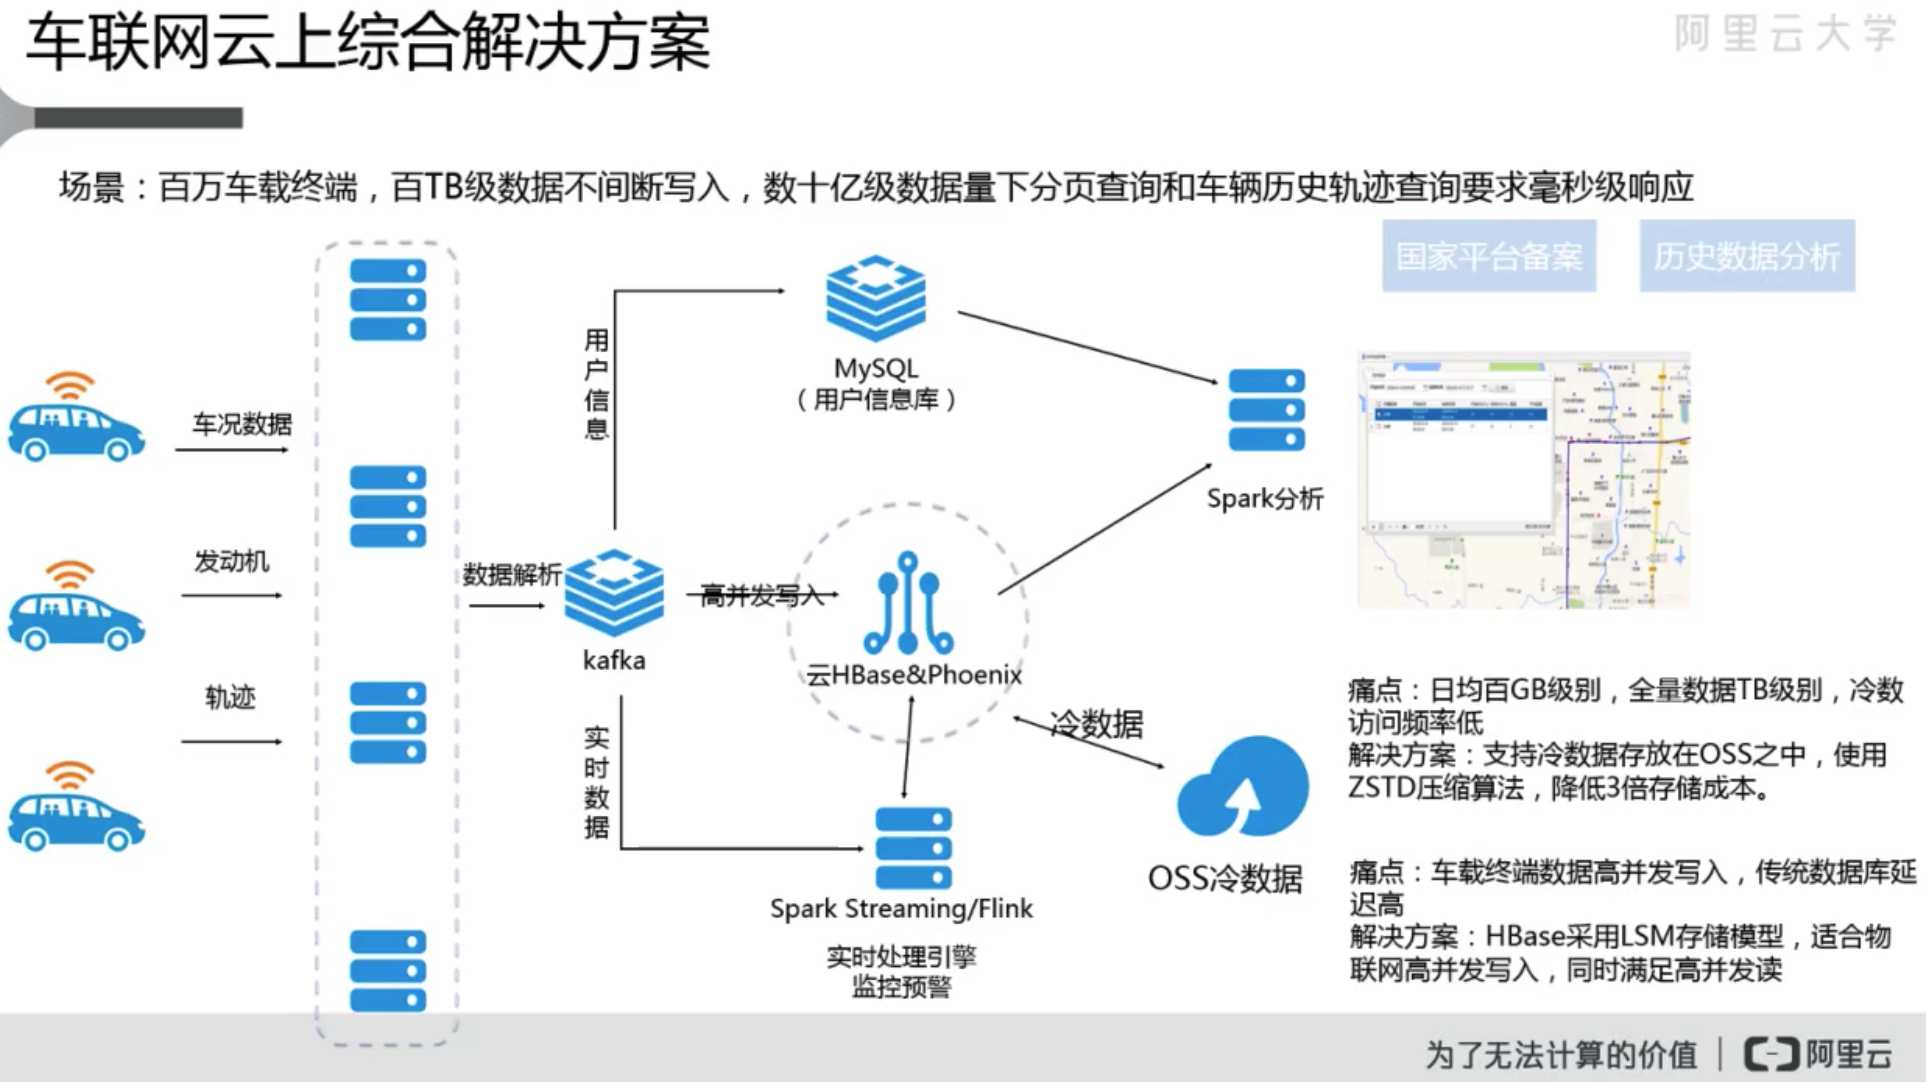 车联网云上综合解决方案
阿里云大学
场景：百万车载终端，百TB级数据不间断写入，数十亿级数据量下分页查询和车辆历史轨迹查询要求毫秒级响应
国家平台备案
历史数据分析
车况数据
发动机
轨迹
数据解析
kafka
用户信息
MySQL
（用户信息库）
高并发写入
云HBase&Phoenix
Spark分析
实时数据
Spark Streaming/Flink
实时处理引擎
监控预警
冷数据
OSS冷数据
痛点：日均百GB级别，全量数据TB级别，冷数
访问频率低
解决方案：支持冷数据存放在OSS之中，使用
ZSTD压缩算法，降低3倍存储成本。
痛点：车载终端数据高并发写入，传统数据库延
迟高
解决方案：HBase采用LSM存储模型，适合物
联网高并发写入，同时满足高并发读
为了无法计算的价值
阿里云